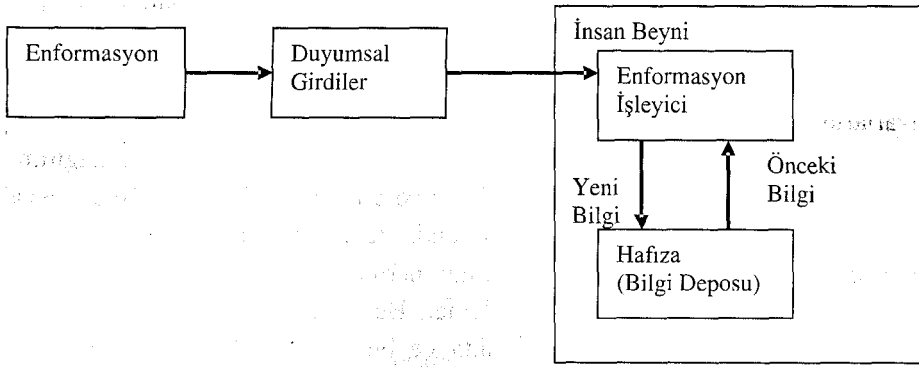 Enformasyon
Duyumsal
Girdiler
İnsan Beyni
Enformasyon
İşleyici
Yeni
Bilgi
Önceki
Bilgi
Hafıza
(Bilgi Deposu)